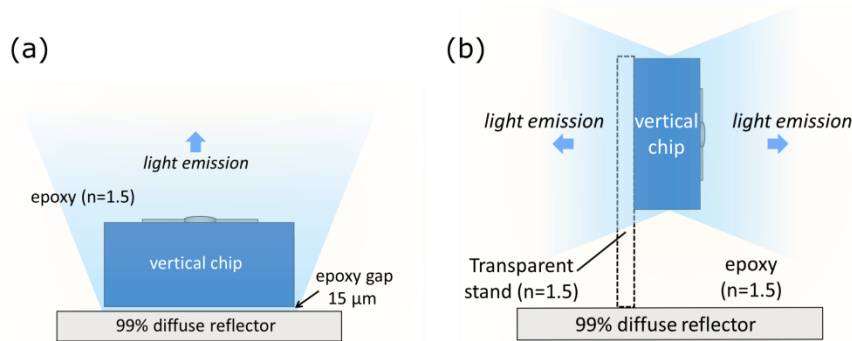 (a)
light emission
epoxy (n=1.5)
vertical chip
epoxy gap
15 μm
99% diffuse reflector
(b)
light emission
vertical
chip
light emission
Transparent
stand (n=1.5)
epoxy
(n=1.5)
99% diffuse reflector